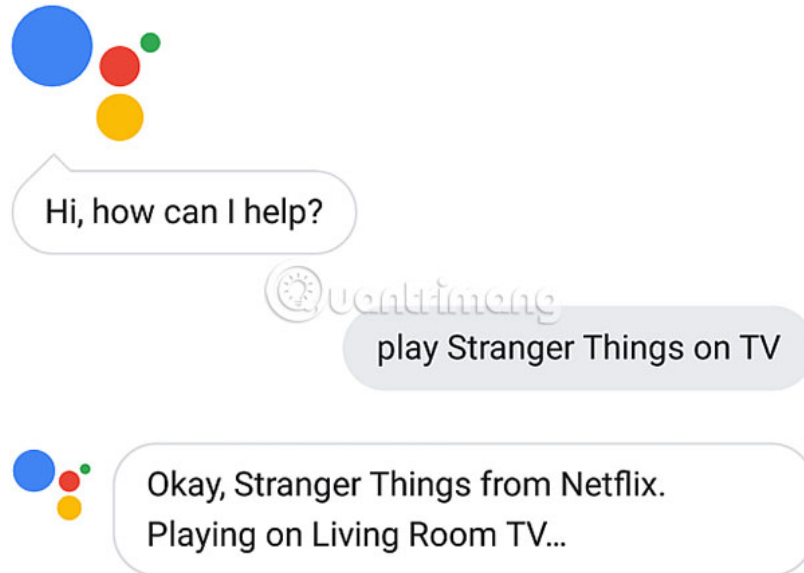 Hi, how can I help?
uantrimang
play Stranger Things on TV
Okay, Stranger Things from Netflix.
Playing on Living Room TV...